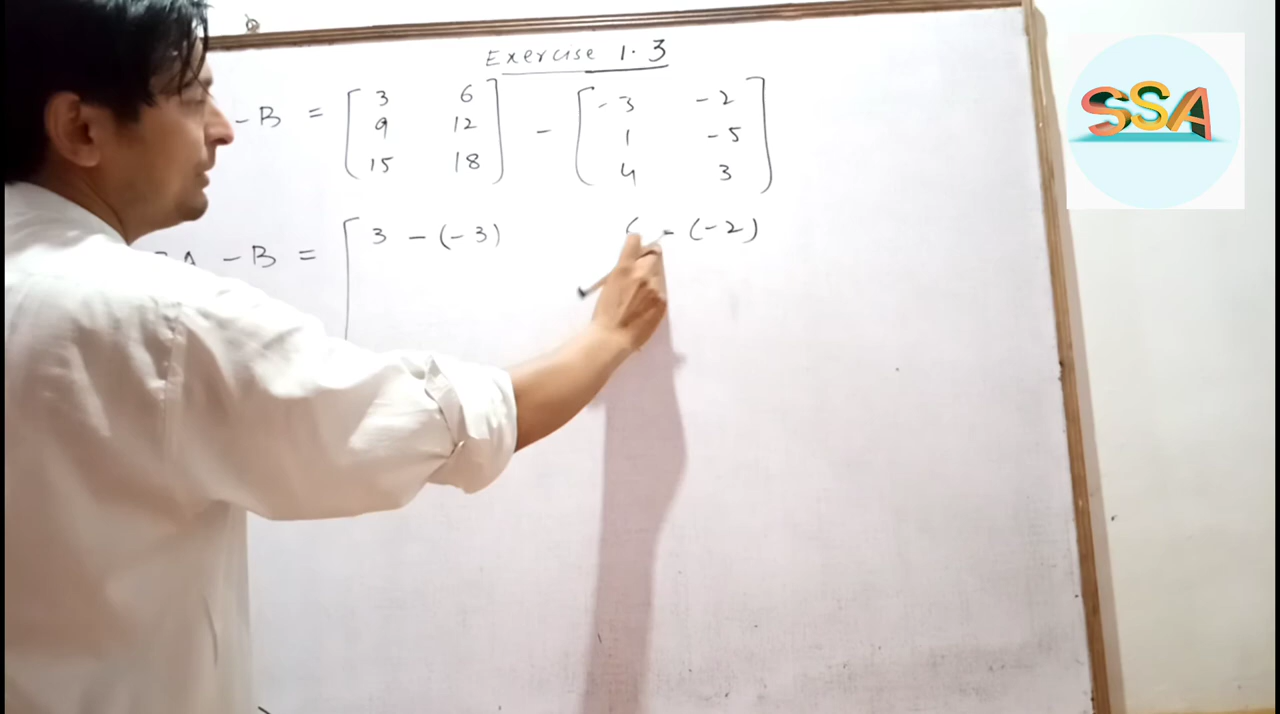 Exercise 1.3
SSA
- B = [ 3 6 ] - [ -3 -2 ]
9 12 1 -5
15 18 4 3
A - B = [ 3 - (-3) 6 - (-2)